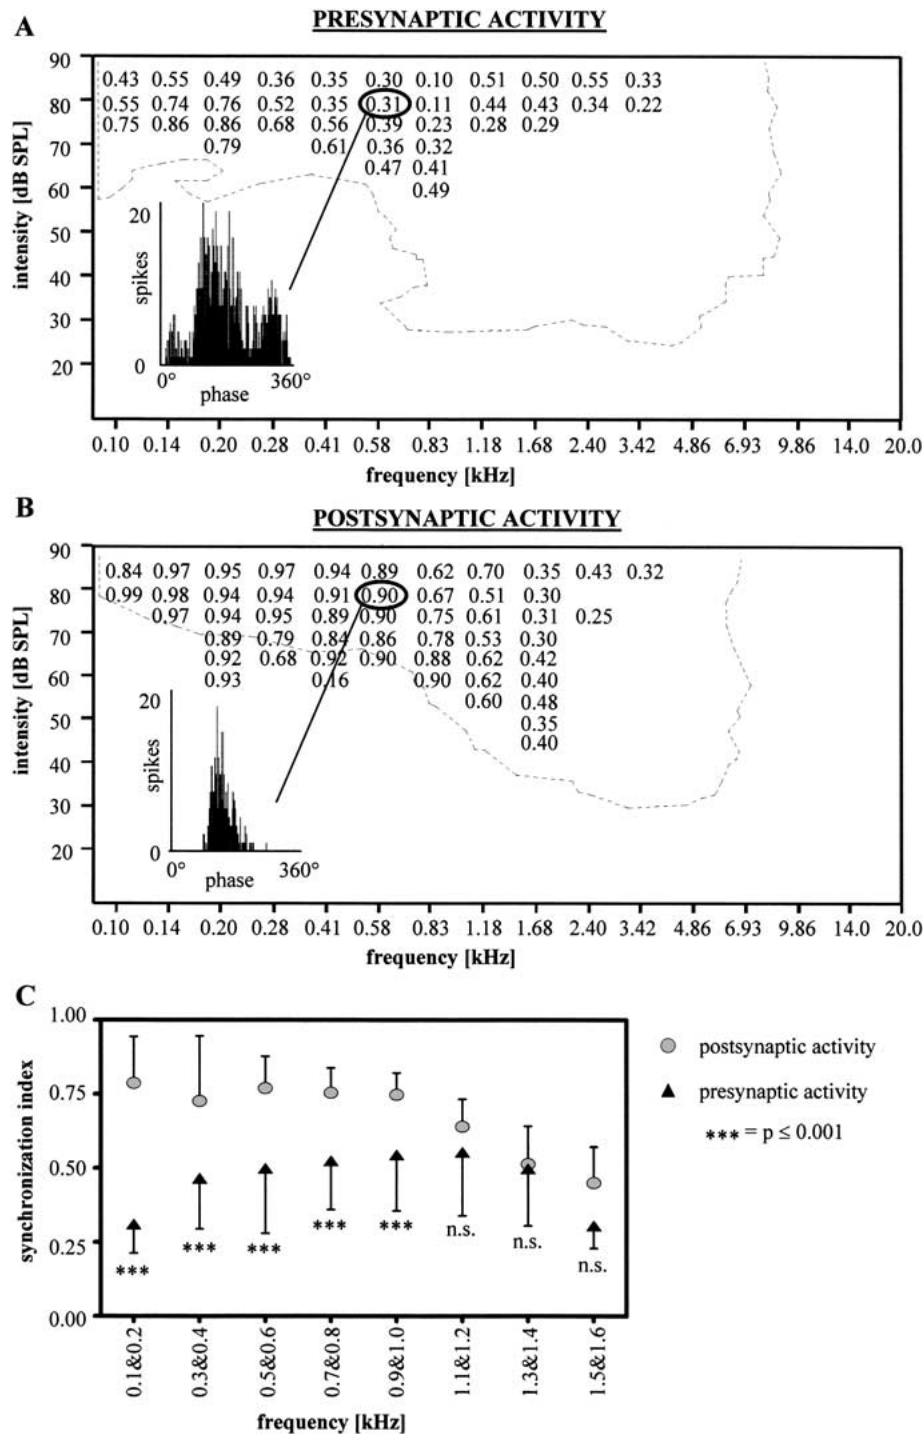 A
PRESYNAPTIC ACTIVITY
90
80
70
60
50
40
30
20
intensity [dB SPL]
0.43 0.55 0.49 0.36 0.35 0.30 0.10 0.51 0.50 0.55 0.33
0.55 0.74 0.76 0.52 0.35 0.31 0.11 0.44 0.43 0.34 0.22
0.75 0.86 0.86 0.68 0.56 0.39 0.23 0.28 0.29
0.79 0.61 0.36 0.32
0.47 0.41
0.49
20
spikes
0
0° 360°
phase
0.10 0.14 0.20 0.28 0.41 0.58 0.83 1.18 1.68 2.40 3.42 4.86 6.93 9.86 14.0 20.0
frequency [kHz]
B
POSTSYNAPTIC ACTIVITY
90
80
70
60
50
40
30
20
intensity [dB SPL]
0.84 0.97 0.95 0.97 0.94 0.89 0.62 0.70 0.35 0.43 0.32
0.99 0.98 0.94 0.94 0.91 0.90 0.67 0.51 0.30
0.97 0.94 0.95 0.89 0.90 0.75 0.61 0.31 0.25
0.89 0.79 0.84 0.86 0.78 0.53 0.30
0.92 0.68 0.92 0.90 0.88 0.62 0.42
0.93 0.16 0.90 0.62 0.40
0.60 0.48
0.35
0.40
20
spikes
0
0° 360°
phase
0.10 0.14 0.20 0.28 0.41 0.58 0.83 1.18 1.68 2.40 3.42 4.86 6.93 9.86 14.0 20.0
frequency [kHz]
C
1.00
0.75
0.50
0.25
0.00
synchronization index
*** *** *** *** *** n.s. n.s. n.s.
0.1&0.2 0.3&0.4 0.5&0.6 0.7&0.8 0.9&1.0 1.1&1.2 1.3&1.4 1.5&1.6
frequency [kHz]
postsynaptic activity
presynaptic activity
*** = p ≤ 0.001